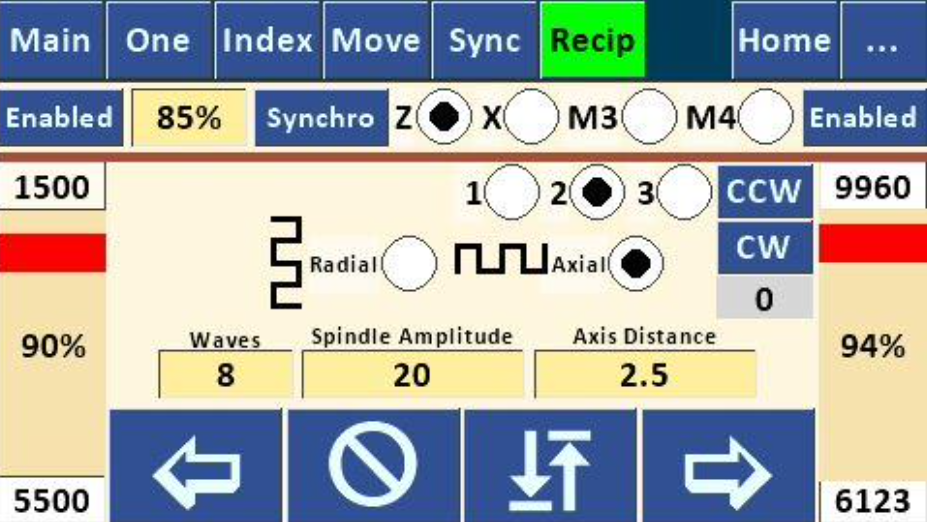 Main One Index Move Sync Recip Home ...
Enabled 85% Synchro Z X M3 M4 Enabled
1500 1 2 3 CCW 9960
Radial Axial CW
0
90% Waves Spindle Amplitude Axis Distance 94%
8 20 2.5
5500 6123